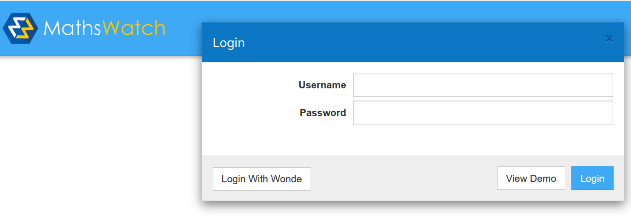 MathsWatch
Login ×
Username
Password
Login With Wonde View Demo Login